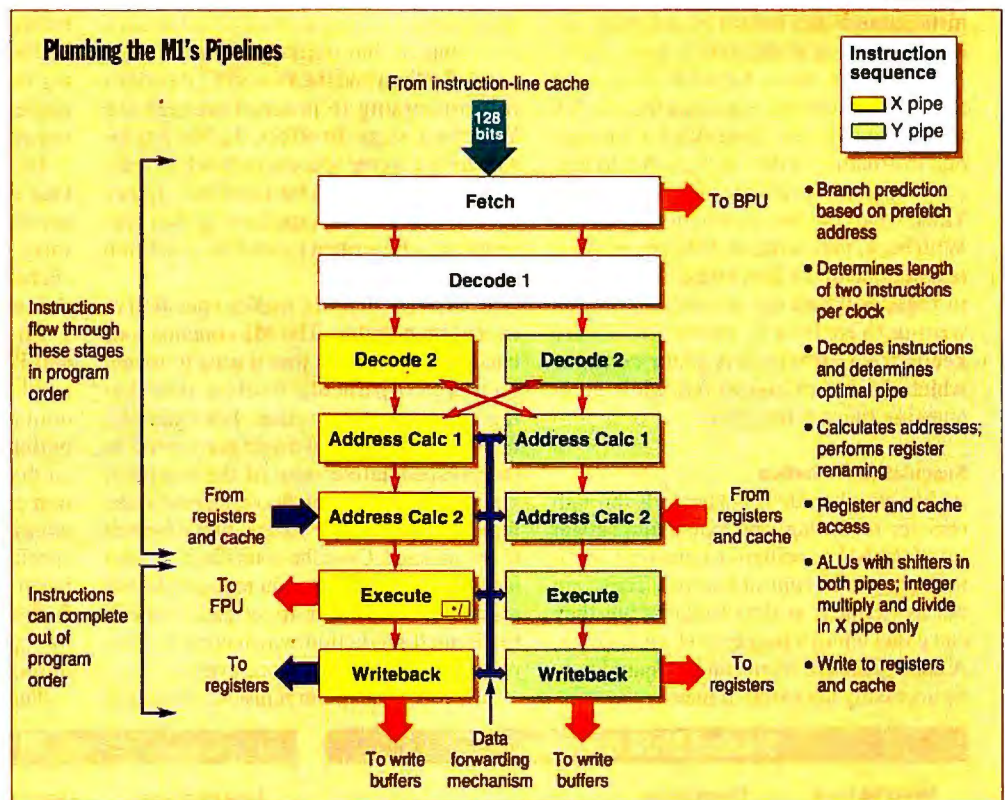 Plumbing the M1's Pipelines
Instruction
sequence
X pipe
Y pipe
From instruction-line cache
128
bits
Fetch
To BPU
• Branch prediction
based on prefetch
address
Decode 1
• Determines length
of two instructions
per clock
Instructions
flow through
these stages
in program
order
Decode 2
Decode 2
• Decodes instructions
and determines
optimal pipe
Address Calc 1
Address Calc 1
• Calculates addresses;
performs register
renaming
From
registers
and cache
Address Calc 2
Address Calc 2
From
registers
and cache
• Register and cache
access
Instructions
can complete
out of
program
order
To
FPU
Execute
*/
Execute
• ALUs with shifters in
both pipes; integer
multiply and divide
in X pipe only
To
registers
Writeback
Writeback
To
registers
• Write to registers
and cache
To write
buffers
Data
forwarding
mechanism
To write
buffers